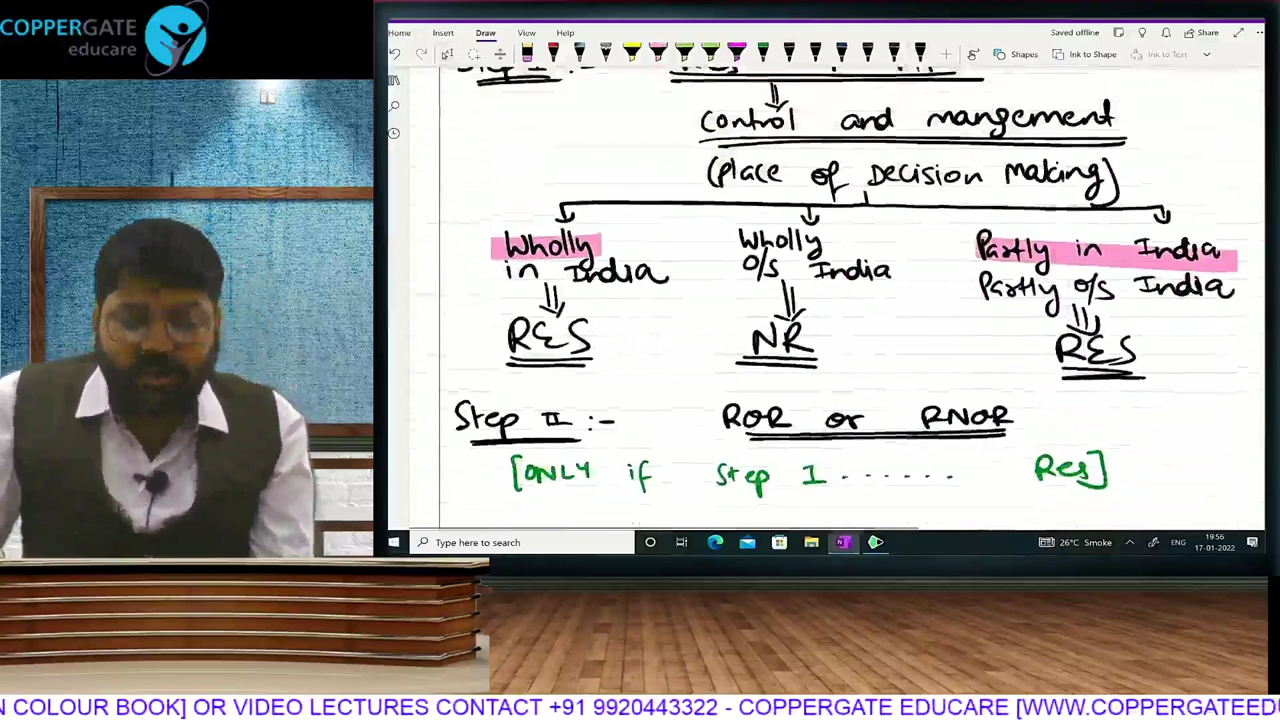 COPPERGATE
educare
Home Insert Draw View Help
Saved offline
Share
Shapes
Ink to Shape
Ink to Text
control and mangement
(Place of Decision Making)
Wholly
in India
Wholly
o/s India
Partly in India
Partly o/s India
RES
NR
RES
Step II :- ROR or RNOR
[ONLY if Step 1 ....... Res]
Type here to search
26°C Smoke
ENG
19:56
17-01-2022
N COLOUR BOOK] OR VIDEO LECTURES CONTACT +91 9920443322 - COPPERGATE EDUCARE [WWW.COPPERGATEED